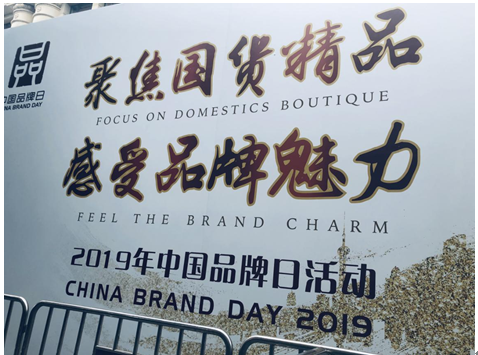 中国品牌日
CHINA BRAND DAY
聚焦国货精品
FOCUS ON DOMESTICS BOUTIQUE
感受品牌魅力
FEEL THE BRAND CHARM
2019年中国品牌日活动
CHINA BRAND DAY 2019